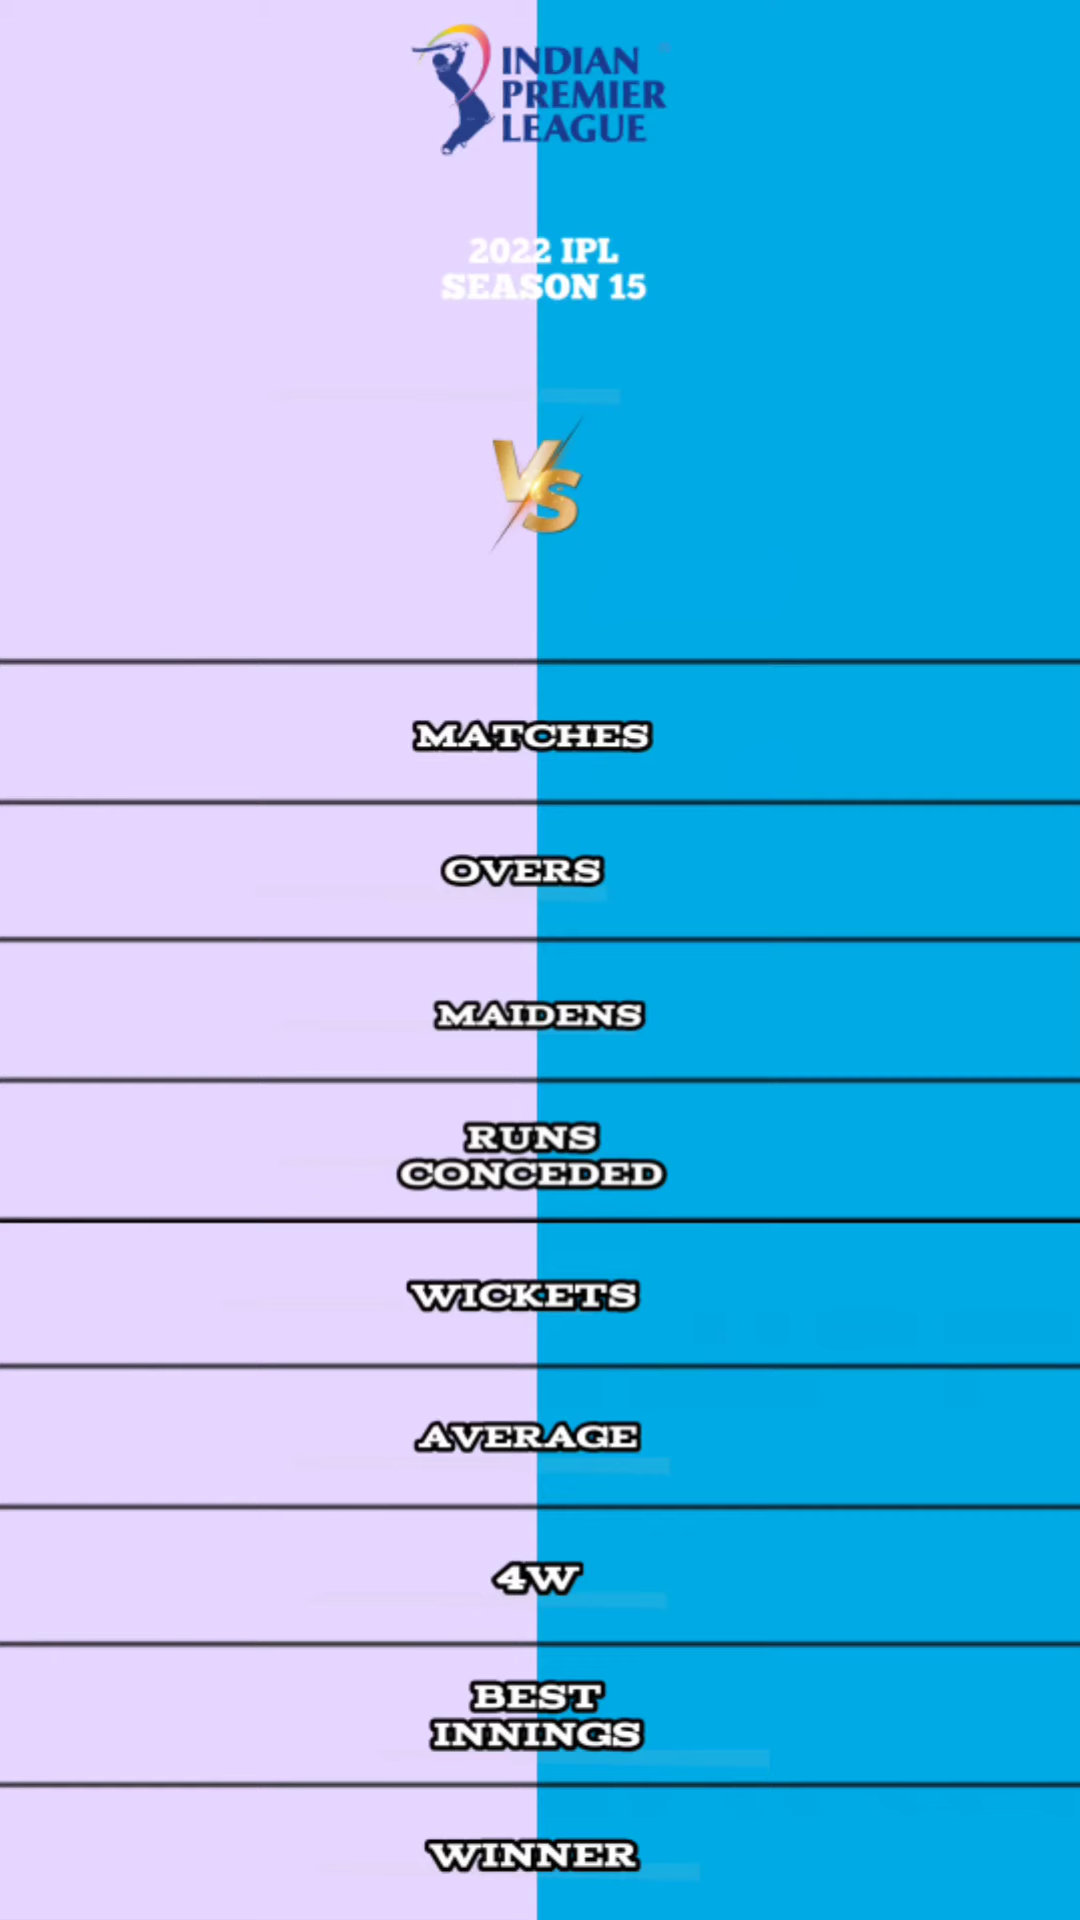 INDIAN
PREMIER
LEAGUE
2022 IPL
SEASON 15
VS
MATCHES
OVERS
MAIDENS
RUNS
CONCEDED
WICKETS
AVERAGE
4W
BEST
INNINGS
WINNER